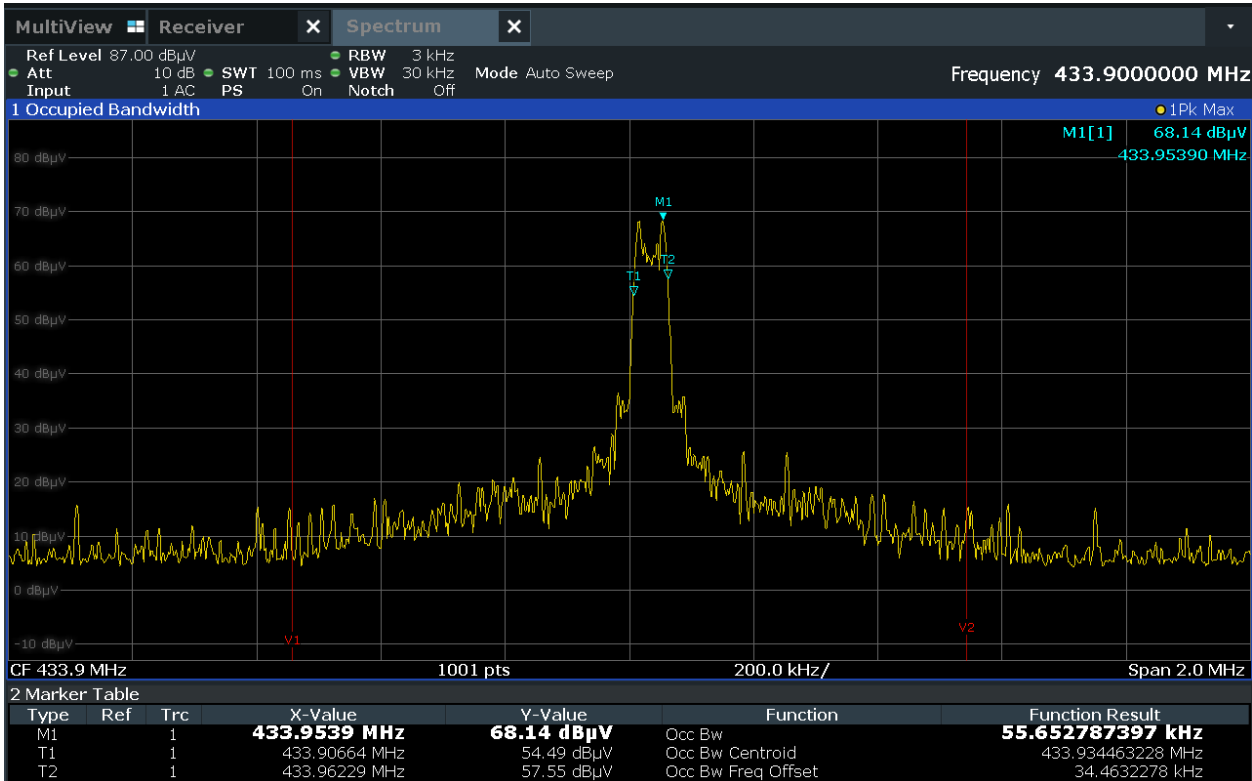 MultiView Receiver X Spectrum X
Ref Level 87.00 dBµV RBW 3 kHz
Att 10 dB SWT 100 ms VBW 30 kHz Mode Auto Sweep Frequency 433.9000000 MHz
Input 1 AC PS On Notch Off
1 Occupied Bandwidth 1Pk Max
M1[1] 68.14 dBµV
433.95390 MHz
80 dBµV
M1
70 dBµV
60 dBµV
T2
T1
50 dBµV
40 dBµV
30 dBµV
20 dBµV
10 dBµV
0 dBµV
V2
V1
-10 dBµV
CF 433.9 MHz 1001 pts 200.0 kHz/ Span 2.0 MHz
2 Marker Table
Type Ref Trc X-Value Y-Value Function Function Result
M1 1 433.9539 MHz 68.14 dBµV Occ Bw 55.652787397 kHz
T1 1 433.90664 MHz 54.49 dBµV Occ Bw Centroid 433.934463228 MHz
T2 1 433.96229 MHz 57.55 dBµV Occ Bw Freq Offset 34.4632278 kHz